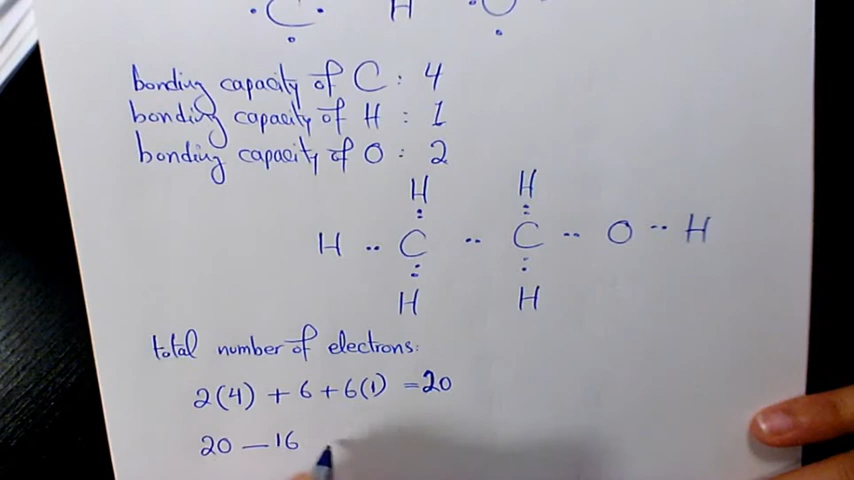 C H O
bonding capacity of C : 4
bonding capacity of H : 1
bonding capacity of O : 2
H H
H .. C .. C .. O .. H
H H
total number of electrons:
2(4) + 6 + 6(1) = 20
20 — 16